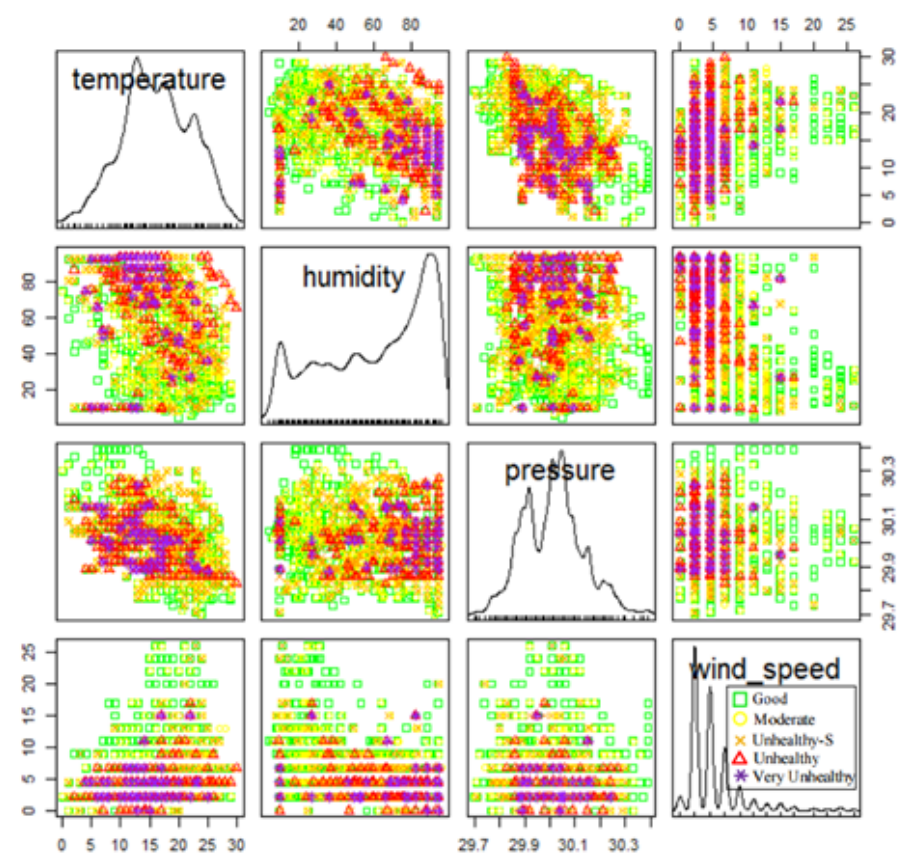 20 40 60 80
0 5 10 15 20 25
temperature
0 5 10 15 20 25 30
20 40 60 80
humidity
pressure
29.7 29.9 30.1 30.3
0 5 10 15 20 25
wind_speed
Good
Moderate
Unhealthy-S
Unhealthy
Very Unhealthy
0 5 10 15 20 25 30
29.7 29.9 30.1 30.3